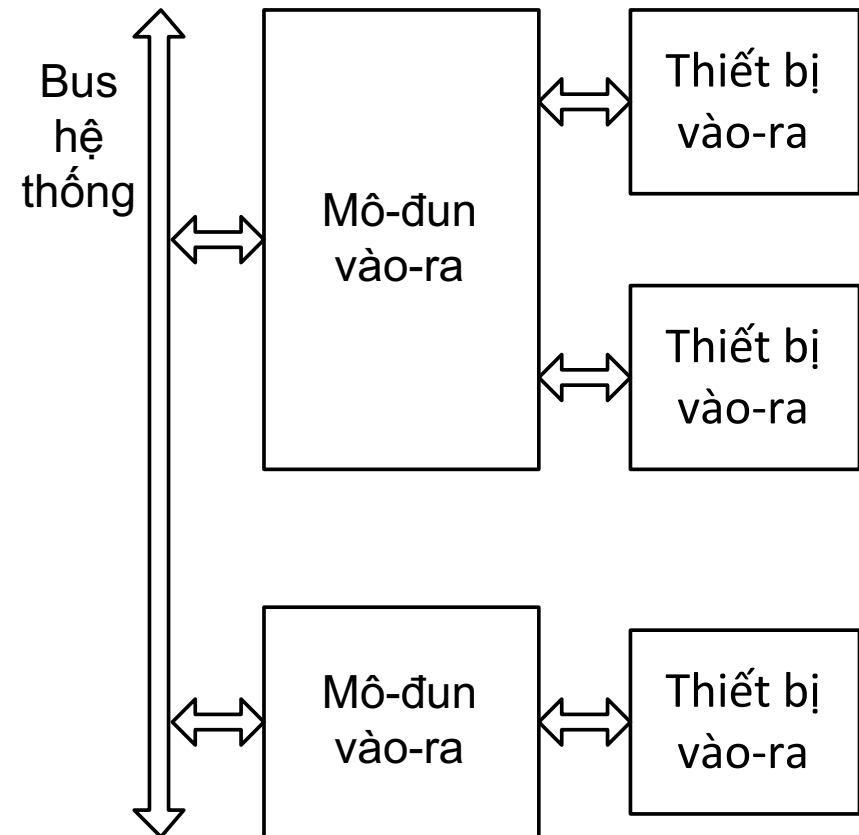 Bus
hệ
thống
Mô-đun
vào-ra
Thiết bị
vào-ra
Thiết bị
vào-ra
Mô-đun
vào-ra
Thiết bị
vào-ra